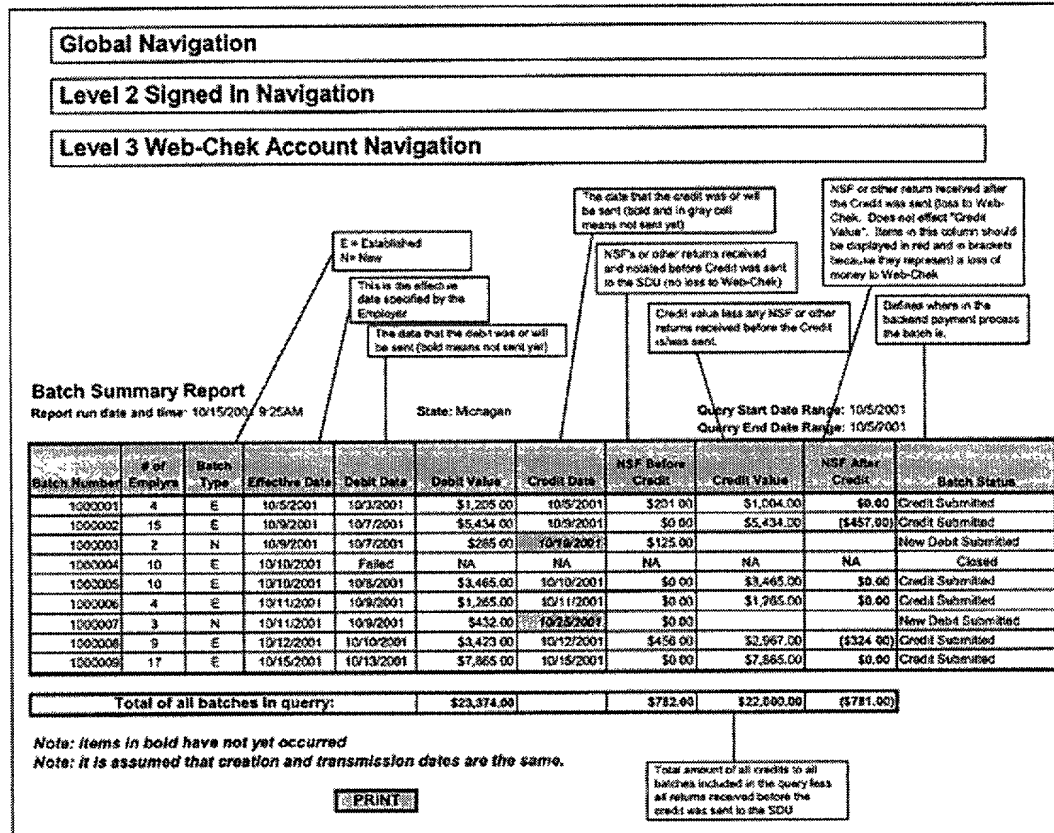 Global Navigation
Level 2 Signed In Navigation
Level 3 Web-Chek Account Navigation
E = Established
N= New
This is the effective
date specified by the
Employer
The date that the debit was or will
be sent (bold means not sent yet)
The date that the credit was or will
be sent (bold and in gray cell
means not sent yet)
NSF's or other returns received
and notated before Credit was sent
to the SDU (no loss to Web-Chek)
Credit value less any NSF or other
returns received before the Credit
is/was sent.
NSF or other return received after
the Credit was sent (loss to Web-
Chek. Does not effect "Credit
Value". Items in this column should
be displayed in red and in brackets
because they represent a loss of
money to Web-Chek
Defines where in the
backend payment process
the batch is.
Batch Summary Report
Report run date and time: 10/15/2001 9:25AM State: Michagan Query Start Date Range: 10/5/2001
Querry End Date Range: 10/5/2001
Batch Number # of Emplyrs Batch Type Effective Date Debit Date Debit Value Credit Date NSF Before Credit Credit Value NSF After Credit Batch Status
1000001 4 E 10/5/2001 10/3/2001 $1,205.00 10/5/2001 $201.00 $1,004.00 $0.00 Credit Submitted
1000002 15 E 10/9/2001 10/7/2001 $5,434.00 10/9/2001 $0.00 $5,434.00 ($457.00) Credit Submitted
1000003 2 N 10/9/2001 10/7/2001 $285.00 $125.00 New Debit Submitted
1000004 10 E 10/10/2001 Failed NA NA NA NA NA Closed
1000005 10 E 10/10/2001 10/8/2001 $3,465.00 10/10/2001 $0.00 $3,465.00 $0.00 Credit Submitted
1000006 4 E 10/11/2001 10/9/2001 $1,265.00 10/11/2001 $0.00 $1,265.00 $0.00 Credit Submitted
1000007 3 N 10/11/2001 10/9/2001 $432.00 10/25/2001 $0.00 New Debit Submitted
1000008 9 E 10/12/2001 10/10/2001 $3,423.00 10/12/2001 $456.00 $2,967.00 ($324.00) Credit Submitted
1000009 17 E 10/15/2001 10/13/2001 $7,865.00 10/15/2001 $0.00 $7,865.00 $0.00 Credit Submitted
Total of all batches in querry: $23,374.00 $782.00 $22,000.00 ($781.00)
Note: items in bold have not yet occurred
Note: it is assumed that creation and transmission dates are the same.
Total amount of all credits to all
batches included in the query less
all returns received before the
credit was sent to the SDU
PRINT